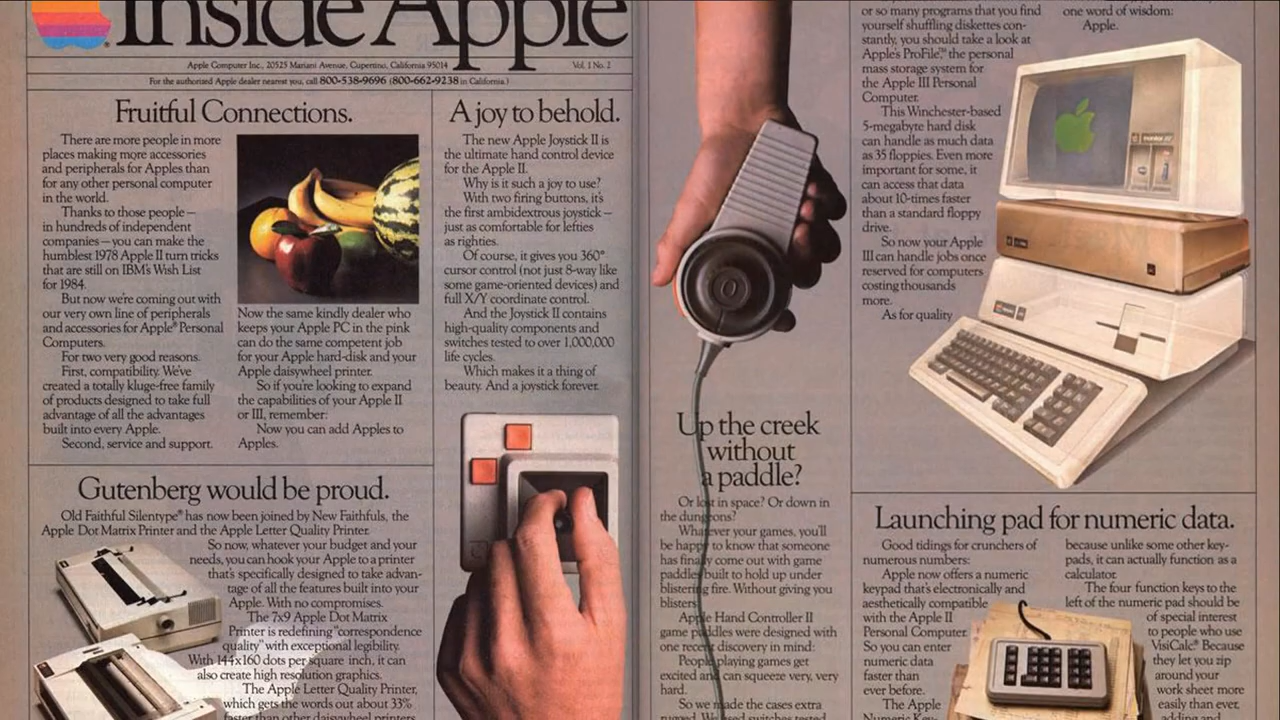 Inside Apple
Apple Computer Inc., 20525 Mariani Avenue, Cupertino, California 95014
Vol. 1 No. 2
For the authorized Apple dealer nearest you, call 800-538-9696 (800-662-9238 in California.)
Fruitful Connections.
There are more people in more
places making more accessories
and peripherals for Apples than
for any other personal computer
in the world.
Thanks to those people —
in hundreds of independent
companies — you can make the
humblest 1978 Apple II turn tricks
that are still on IBM's Wish List
for 1984.
But now we're coming out with
our very own line of peripherals
and accessories for Apple® Personal
Computers.
For two very good reasons.
First, compatibility. We've
created a totally kluge-free family
of products designed to take full
advantage of all the advantages
built into every Apple.
Second, service and support.
Now the same kindly dealer who
keeps your Apple PC in the pink
can do the same competent job
for your Apple hard-disk and your
Apple daisywheel printer.
So if you're looking to expand
the capabilities of your Apple II
or III, remember:
Now you can add Apples to
Apples.
Gutenberg would be proud.
Old Faithful Silentype® has now been joined by New Faithfuls, the
Apple Dot Matrix Printer and the Apple Letter Quality Printer.
So now, whatever your budget and your
needs, you can hook your Apple to a printer
that's specifically designed to take advan-
tage of all the features built into your
Apple. With no compromises.
The 7x9 Apple Dot Matrix
Printer is redefining "correspondence
quality" with exceptional legibility.
With 144x160 dots per square inch, it can
also create high resolution graphics.
The Apple Letter Quality Printer,
which gets the words out about 33%
faster than other daisywheel printers
A joy to behold.
The new Apple Joystick II is
the ultimate hand control device
for the Apple II.
Why is it such a joy to use?
With two firing buttons, it's
the first ambidextrous joystick —
just as comfortable for lefties
as righties.
Of course, it gives you 360°
cursor control (not just 8-way like
some game-oriented devices) and
full X/Y coordinate control.
And the Joystick II contains
high-quality components and
switches tested to over 1,000,000
life cycles.
Which makes it a thing of
beauty. And a joystick forever.
Up the creek
without
a paddle?
Or lost in space? Or down in
the dungeons?
Whatever your games, you'll
be happy to know that someone
has finally come out with game
paddles built to hold up under
blistering fire. Without giving you
blisters.
Apple Hand Controller II
game paddles were designed with
one recent discovery in mind:
People playing games get
excited and can squeeze very, very
hard.
So we made the cases extra
rugged. We used switches tested
or so many programs that you find
yourself shuffling diskettes con-
stantly, you should take a look at
Apple's ProFile,™ the personal
mass storage system for
the Apple III Personal
Computer.
This Winchester-based
5-megabyte hard disk
can handle as much data
as 35 floppies. Even more
important for some, it
can access that data
about 10-times faster
than a standard floppy
drive.
So now your Apple
III can handle jobs once
reserved for computers
costing thousands
more.
As for quality
one word of wisdom:
Apple.
Launching pad for numeric data.
Good tidings for crunchers of
numerous numbers:
Apple now offers a numeric
keypad that's electronically and
aesthetically compatible
with the Apple II
Personal Computer.
So you can enter
numeric data
faster than
ever before.
The Apple
Numeric Key-
because unlike some other key-
pads, it can actually function as a
calculator.
The four function keys to the
left of the numeric pad should be
of special interest
to people who use
VisiCalc® Because
they let you zip
around your
work sheet more
easily than ever,
adding and